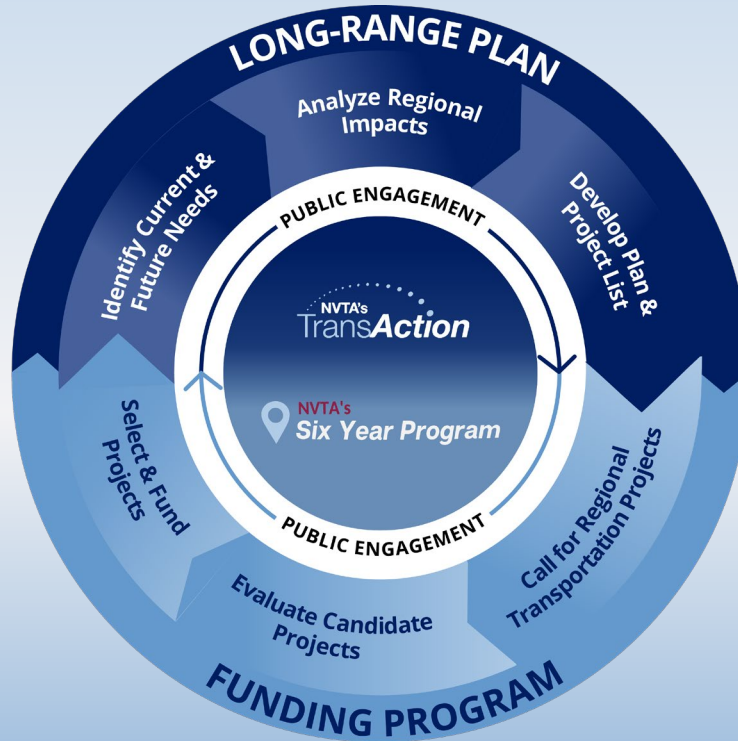 LONG-RANGE PLAN
Analyze Regional
Impacts
Develop Plan &
Project List
Identify Current &
Future Needs
PUBLIC ENGAGEMENT
NVTA's
TransAction
NVTA's
Six Year Program
PUBLIC ENGAGEMENT
Select & Fund
Projects
Call for Regional
Transportation Projects
Evaluate Candidate
Projects
FUNDING PROGRAM